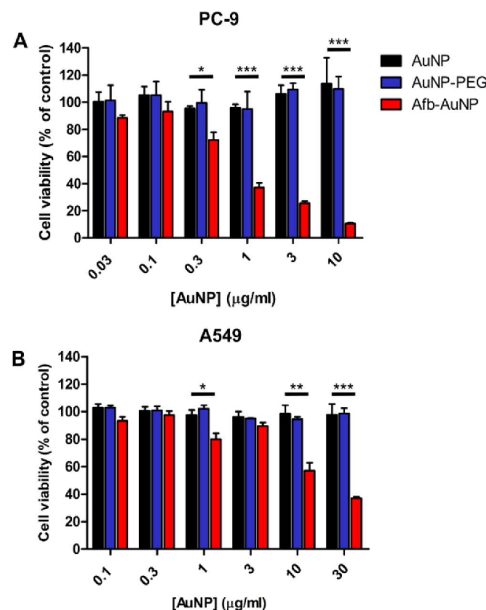 PC-9
A
140
120
100
80
60
40
20
0
Cell viability (% of control)
* *** *** ***
0.03 0.1 0.3 1 3 10
[AuNP] (μg/ml)
AuNP
AuNP-PEG
Afb-AuNP
A549
B
140
120
100
80
60
40
20
0
Cell viability (% of control)
* ** ***
0.1 0.3 1 3 10 30
[AuNP] (μg/ml)